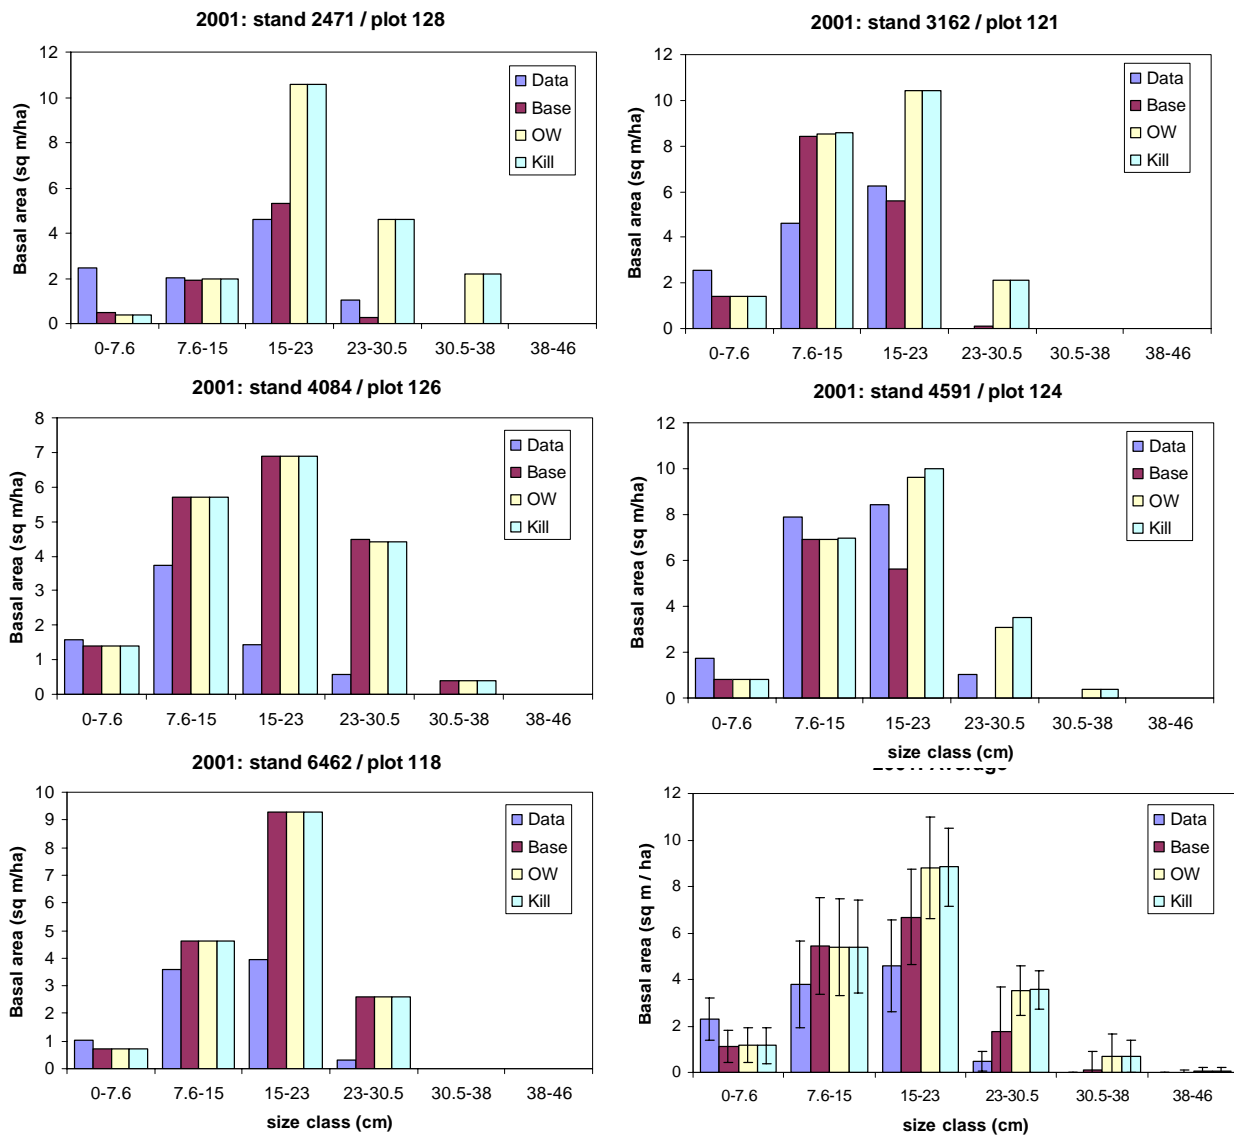 2001: stand 2471 / plot 128
12
10
8
6
4
2
0
Basal area (sq m/ha)
Data
Base
OW
Kill
0-7.6 7.6-15 15-23 23-30.5 30.5-38 38-46
2001: stand 3162 / plot 121
12
10
8
6
4
2
0
Basal area (sq m/ha)
Data
Base
OW
Kill
0-7.6 7.6-15 15-23 23-30.5 30.5-38 38-46
2001: stand 4084 / plot 126
8
7
6
5
4
3
2
1
0
Basal area (sq m/ha)
Data
Base
OW
Kill
0-7.6 7.6-15 15-23 23-30.5 30.5-38 38-46
2001: stand 4591 / plot 124
12
10
8
6
4
2
0
Basal area (sq m/ha)
Data
Base
OW
Kill
0-7.6 7.6-15 15-23 23-30.5 30.5-38 38-46
size class (cm)
2001: stand 6462 / plot 118
10
9
8
7
6
5
4
3
2
1
0
Basal area (sq m/ha)
Data
Base
OW
Kill
0-7.6 7.6-15 15-23 23-30.5 30.5-38 38-46
size class (cm)
2001: Average
12
10
8
6
4
2
0
Basal area (sq m / ha)
Data
Base
OW
Kill
0-7.6 7.6-15 15-23 23-30.5 30.5-38 38-46